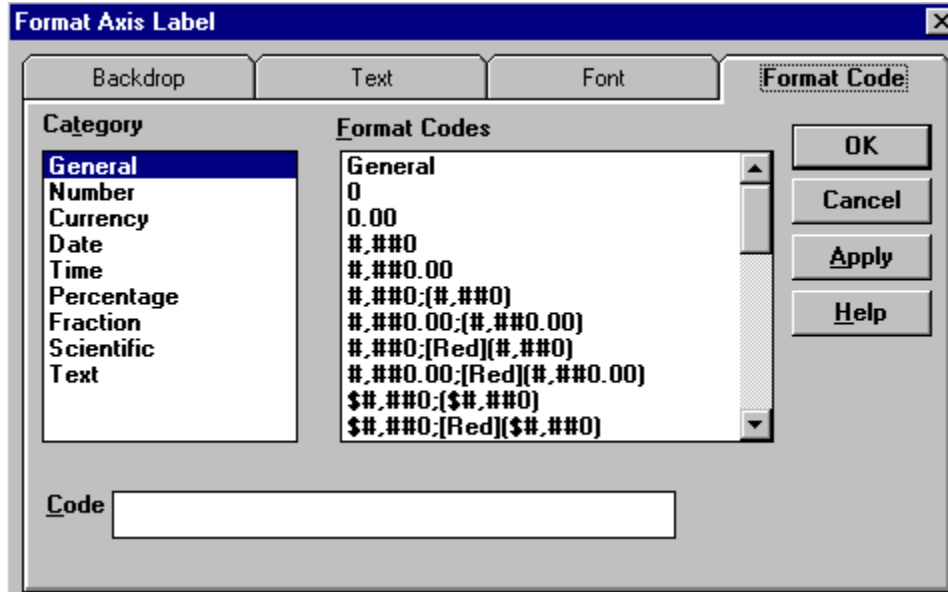 Format Axis Label
Backdrop
Text
Font
Format Code
Category
General
Number
Currency
Date
Time
Percentage
Fraction
Scientific
Text
Format Codes
General
0
0.00
#,##0
#,##0.00
#,##0;(#,##0)
#,##0.00;(#,##0.00)
#,##0;[Red](#,##0)
#,##0.00;[Red](#,##0.00)
$#,##0;($#,##0)
$#,##0;[Red]($#,##0)
OK
Cancel
Apply
Help
Code